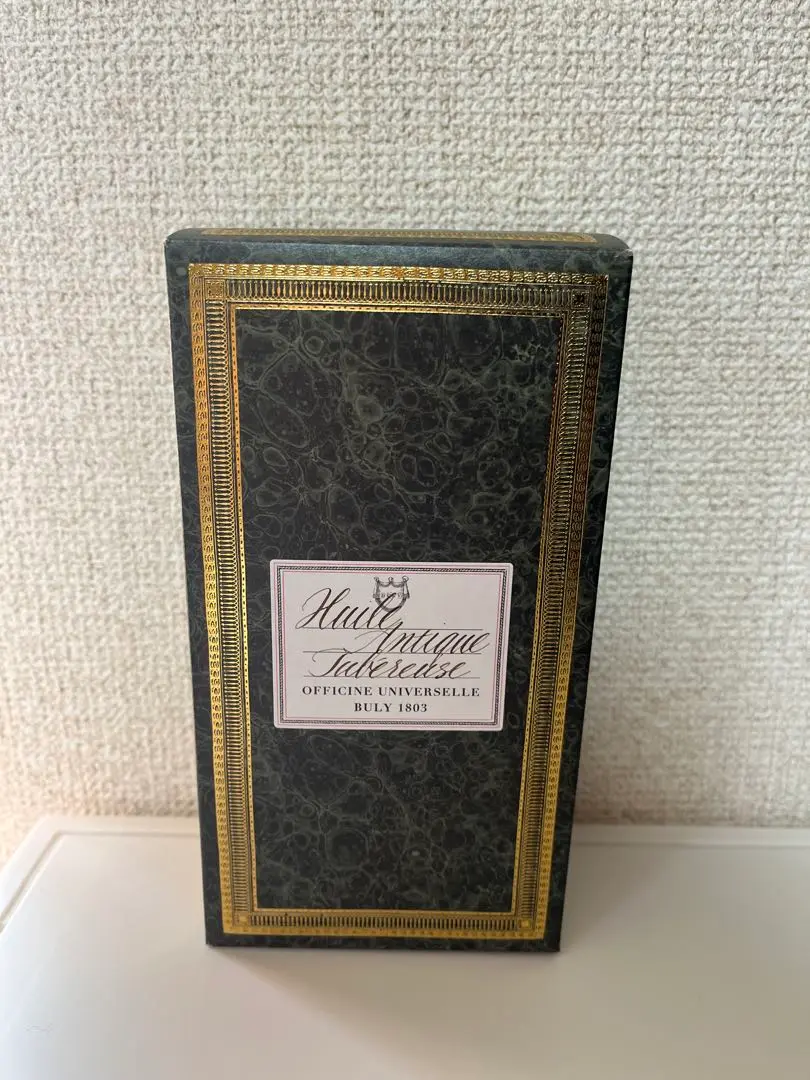 Huile
Antique
Tubéreuse
OFFICINE UNIVERSELLE
BULY 1803